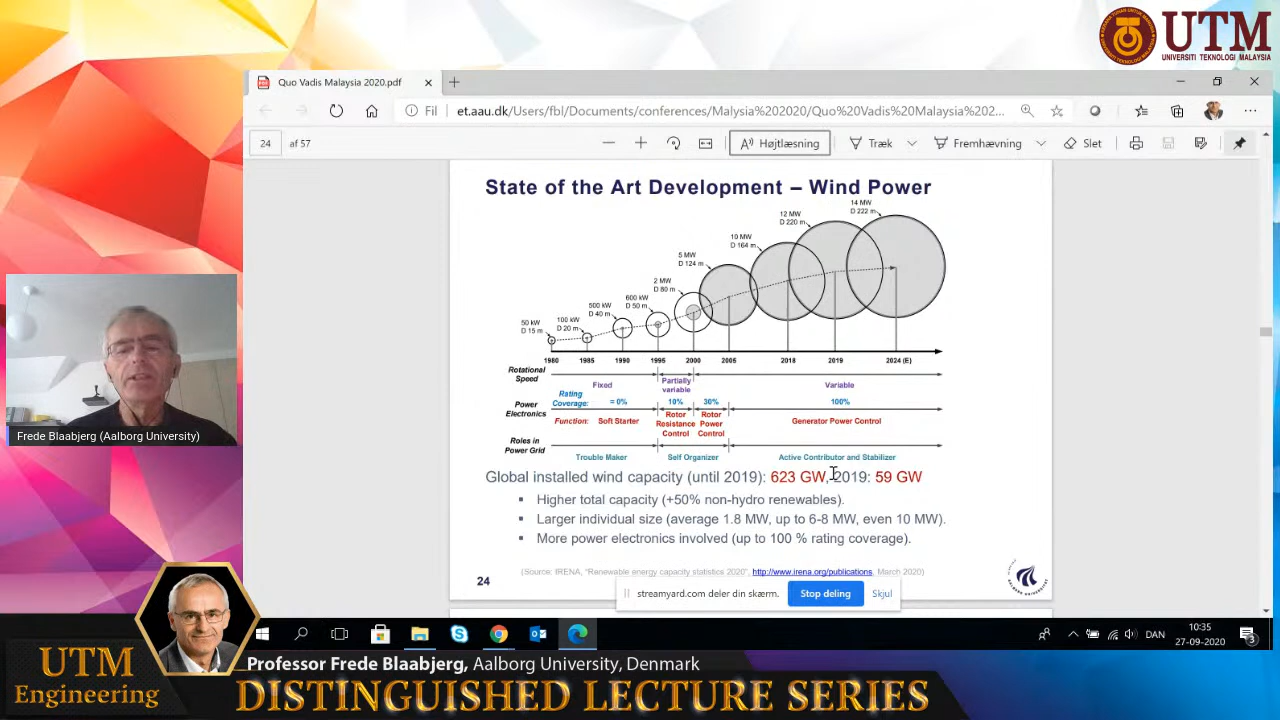 UTM
UNIVERSITI TEKNOLOGI MALAYSIA
Quo Vadis Malaysia 2020.pdf
Fil
et.aau.dk/Users/fbl/Documents/conferences/Malysia%202020/Quo%20Vadis%20Malaysia%202...
24 af 57
Højtlæsning
Træk
Fremhævning
Slet
State of the Art Development – Wind Power
50 kW
D 15 m
100 kW
D 20 m
500 kW
D 40 m
600 kW
D 50 m
2 MW
D 80 m
5 MW
D 124 m
10 MW
D 164 m
12 MW
D 220 m
14 MW
D 222 m
1980 1985 1990 1995 2000 2005 2018 2019 2024 (E)
Rotational
Speed
Fixed
Partially
variable
Variable
Power
Electronics
Rating
Coverage:
≈ 0% 10% 30% 100%
Function:
Soft Starter
Rotor
Resistance
Control
Rotor
Power
Control
Generator Power Control
Roles in
Power Grid
Trouble Maker
Self Organizer
Active Contributor and Stabilizer
Global installed wind capacity (until 2019): 623 GW, 2019: 59 GW
▪ Higher total capacity (+50% non-hydro renewables).
▪ Larger individual size (average 1.8 MW, up to 6-8 MW, even 10 MW).
▪ More power electronics involved (up to 100 % rating coverage).
(Source: IRENA, "Renewable energy capacity statistics 2020", http://www.irena.org/publications, March 2020)
24
streamyard.com deler din skærm.
Stop deling
Skjul
Frede Blaabjerg (Aalborg University)
DAN
10:35
27-09-2020
3
UTM
Engineering
Professor Frede Blaabjerg, Aalborg University, Denmark
DISTINGUISHED LECTURE SERIES